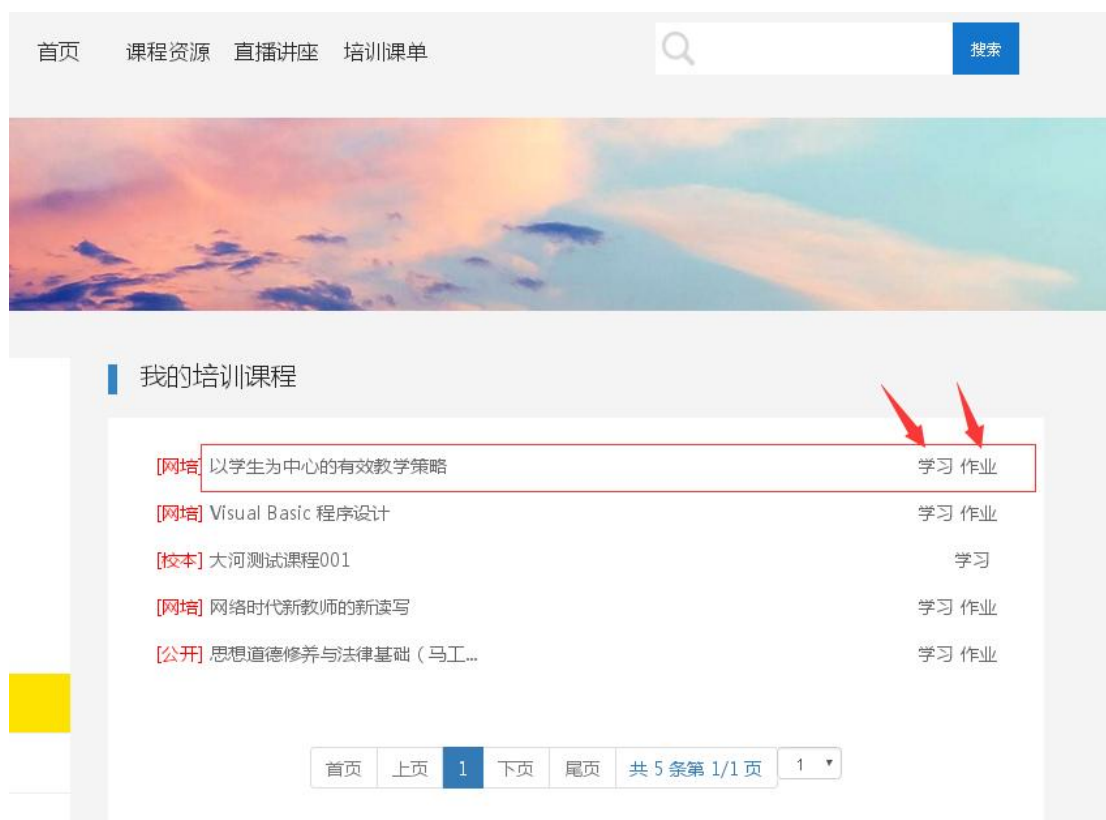 首页 课程资源 直播讲座 培训课单 搜索
我的培训课程
[网培] 以学生为中心的有效教学策略 学习 作业
[网培] Visual Basic 程序设计 学习 作业
[校本] 大河测试课程001 学习
[网培] 网络时代新教师的新读写 学习 作业
[公开] 思想道德修养与法律基础（马工... 学习 作业
首页 上页 1 下页 尾页 共 5 条第 1/1 页 1